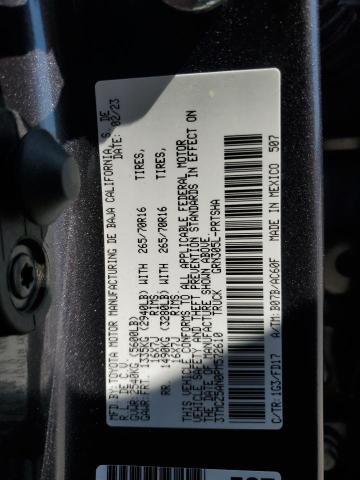 MFD BY:TOYOTA MOTOR MANUFACTURING DE BAJA CALIFORNIA, S. DE
R.L. DE C.V. DATE: 02/23
GVWR: 2540KG (5600LB)
GAWR:FRT. 1335KG (2940LB) WITH 265/70R16 TIRES,
16X7J RIMS
RR. 1490KG (3280LB) WITH 265/70R16 TIRES,
16X7J RIMS
THIS VEHICLE CONFORMS TO ALL APPLICABLE FEDERAL MOTOR
VEHICLE SAFETY AND THEFT PREVENTION STANDARDS IN EFFECT ON
THE DATE OF MANUFACTURE SHOWN ABOVE.
TRUCK GRN305L-PRTSHA
C/TR:1G3/FD17 A/TM:B07B/AC60F MADE IN MEXICO 507